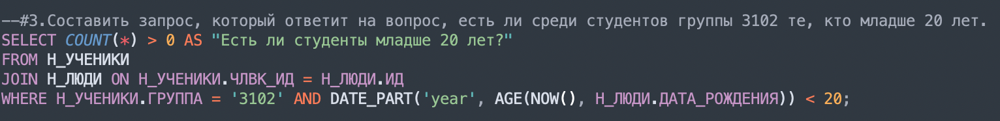 --#3.Составить запрос, который ответит на вопрос, есть ли среди студентов группы 3102 те, кто младше 20 лет.
SELECT COUNT(*) > 0 AS "Есть ли студенты младше 20 лет?"
FROM Н_УЧЕНИКИ
JOIN Н_ЛЮДИ ON Н_УЧЕНИКИ.ЧЛВК_ИД = Н_ЛЮДИ.ИД
WHERE Н_УЧЕНИКИ.ГРУППА = '3102' AND DATE_PART('year', AGE(NOW(), Н_ЛЮДИ.ДАТА_РОЖДЕНИЯ)) < 20;